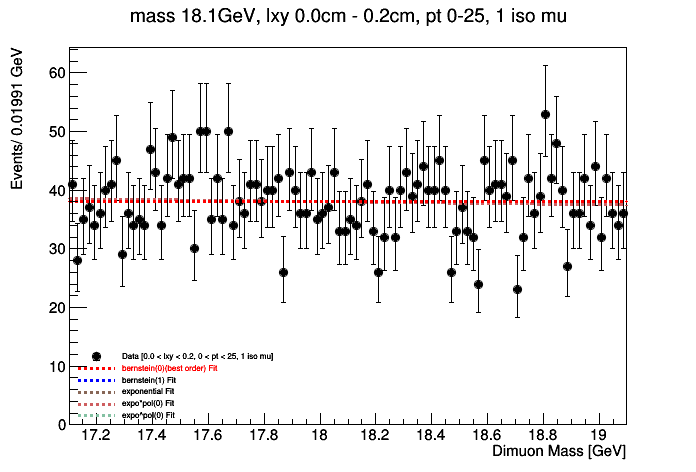 mass 18.1GeV, lxy 0.0cm - 0.2cm, pt 0-25, 1 iso mu
Events/ 0.01991 GeV
60
50
40
30
20
10
0
Data [0.0 < lxy < 0.2, 0 < pt < 25, 1 iso mu]
bernstein(0)(best order) Fit
bernstein(1) Fit
exponential Fit
expo*pol(0) Fit
expo^pol(0) Fit
17.2 17.4 17.6 17.8 18 18.2 18.4 18.6 18.8 19
Dimuon Mass [GeV]